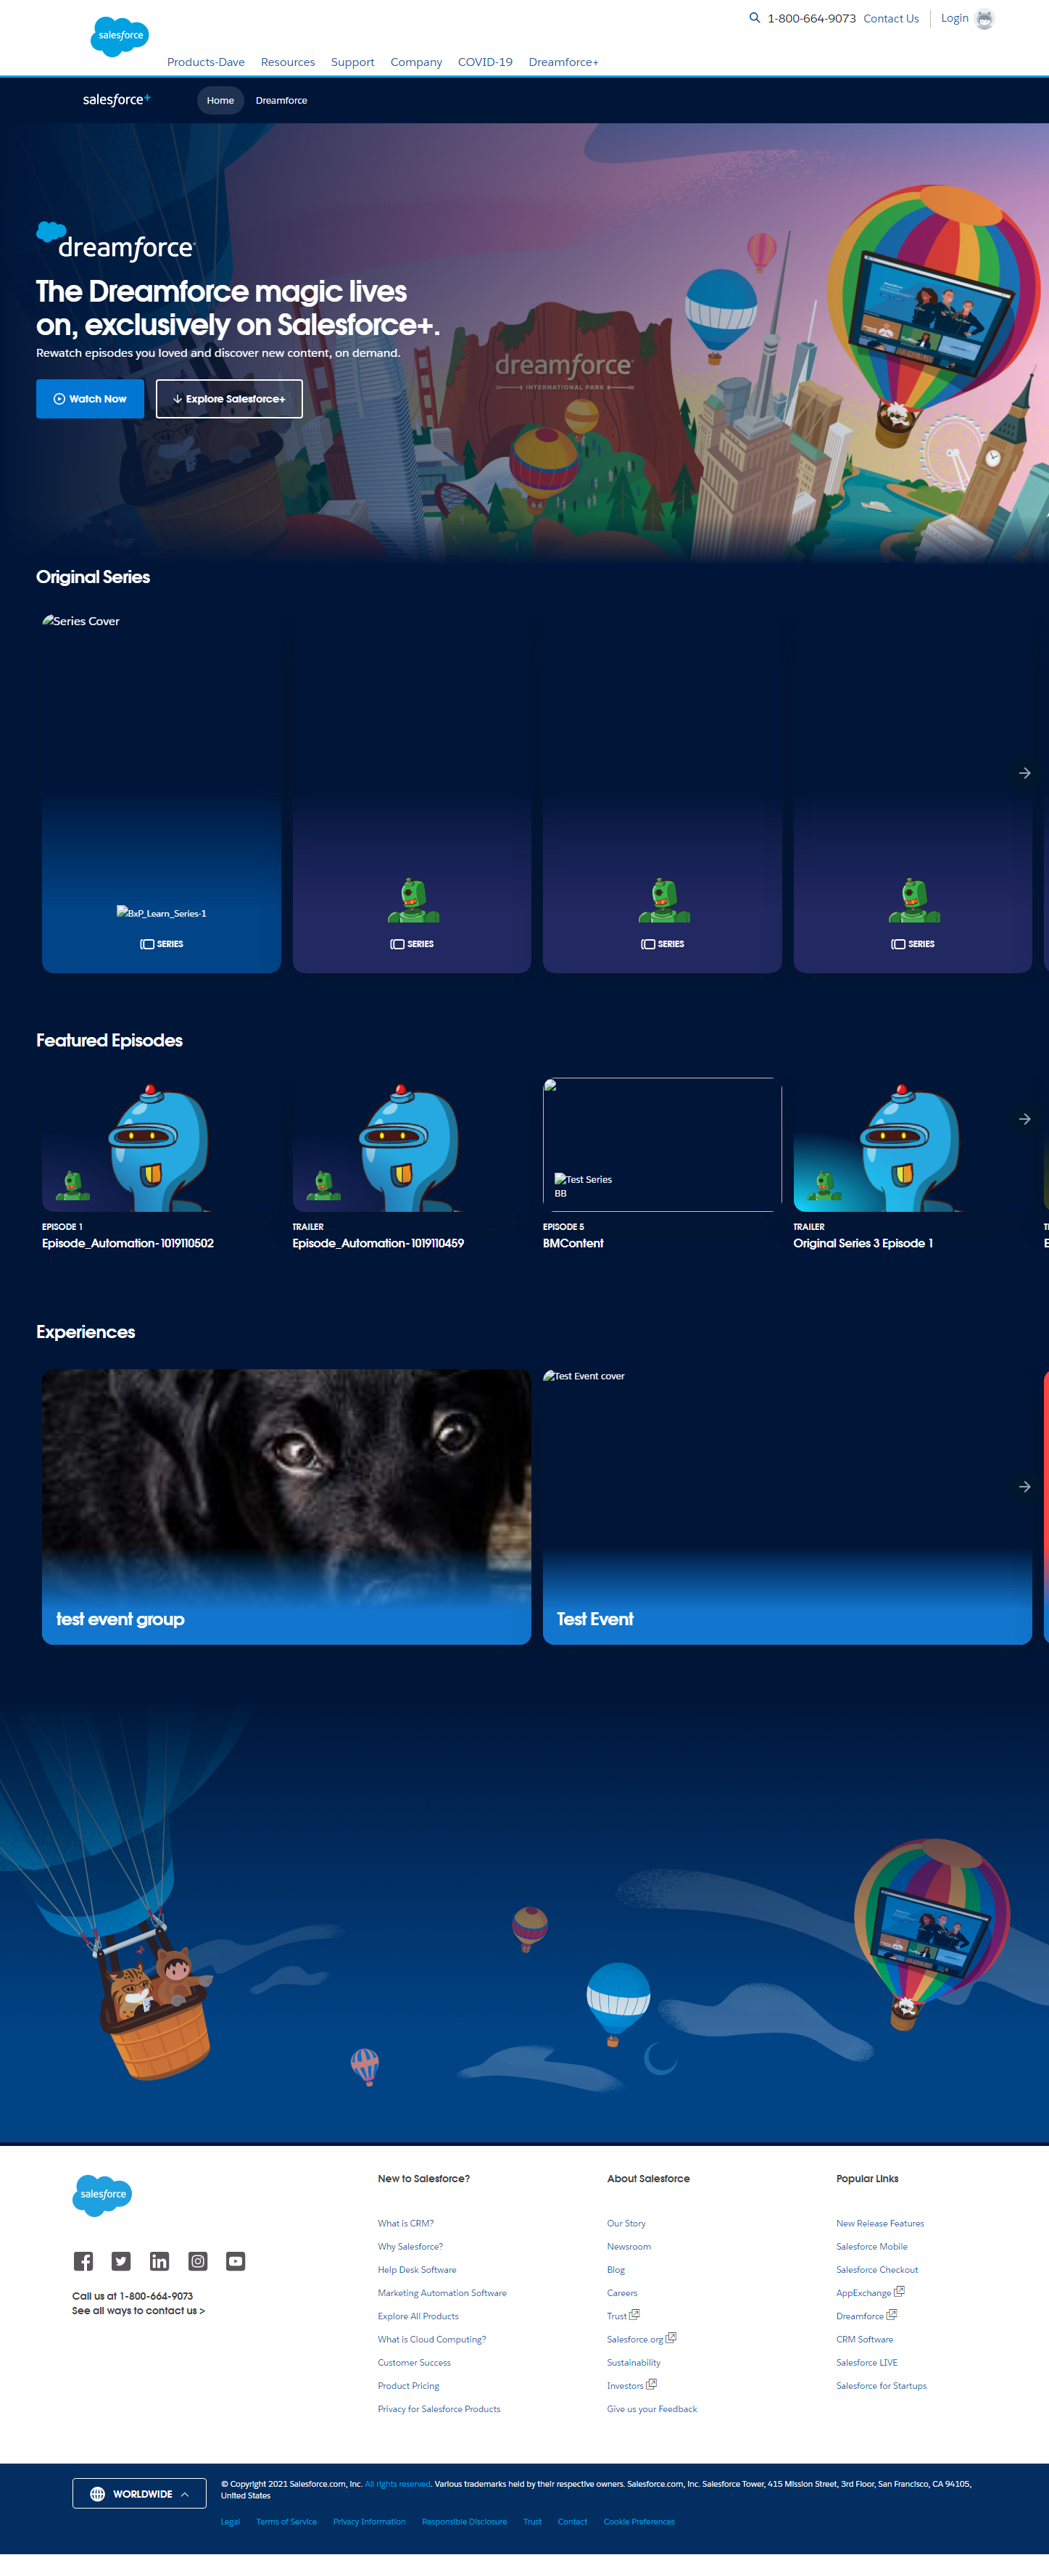 1-800-664-9073 Contact Us Login
salesforce
Products-Dave Resources Support Company COVID-19 Dreamforce+
salesforce+ Home Dreamforce
dreamforce
The Dreamforce magic lives
on, exclusively on Salesforce+.
Rewatch episodes you loved and discover new content, on demand.
Watch Now Explore Salesforce+
dreamforce
INTERNATIONAL PARK
Original Series
Series Cover
BxP_Learn_Series-1
SERIES SERIES SERIES SERIES
Featured Episodes
Test Series
BB
EPISODE 1 TRAILER EPISODE 5 TRAILER
Episode_Automation-1019110502 Episode_Automation-1019110459 BMContent Original Series 3 Episode 1
Experiences
Test Event cover
test event group Test Event
salesforce
Call us at 1-800-664-9073
See all ways to contact us >
New to Salesforce?
What is CRM?
Why Salesforce?
Help Desk Software
Marketing Automation Software
Explore All Products
What is Cloud Computing?
Customer Success
Product Pricing
Privacy for Salesforce Products
About Salesforce
Our Story
Newsroom
Blog
Careers
Trust
Salesforce.org
Sustainability
Investors
Give us your Feedback
Popular Links
New Release Features
Salesforce Mobile
Salesforce Checkout
AppExchange
Dreamforce
CRM Software
Salesforce LIVE
Salesforce for Startups
WORLDWIDE
© Copyright 2021 Salesforce.com, Inc. All rights reserved. Various trademarks held by their respective owners. Salesforce.com, Inc. Salesforce Tower, 415 Mission Street, 3rd Floor, San Francisco, CA 94105,
United States
Legal Terms of Service Privacy Information Responsible Disclosure Trust Contact Cookie Preferences